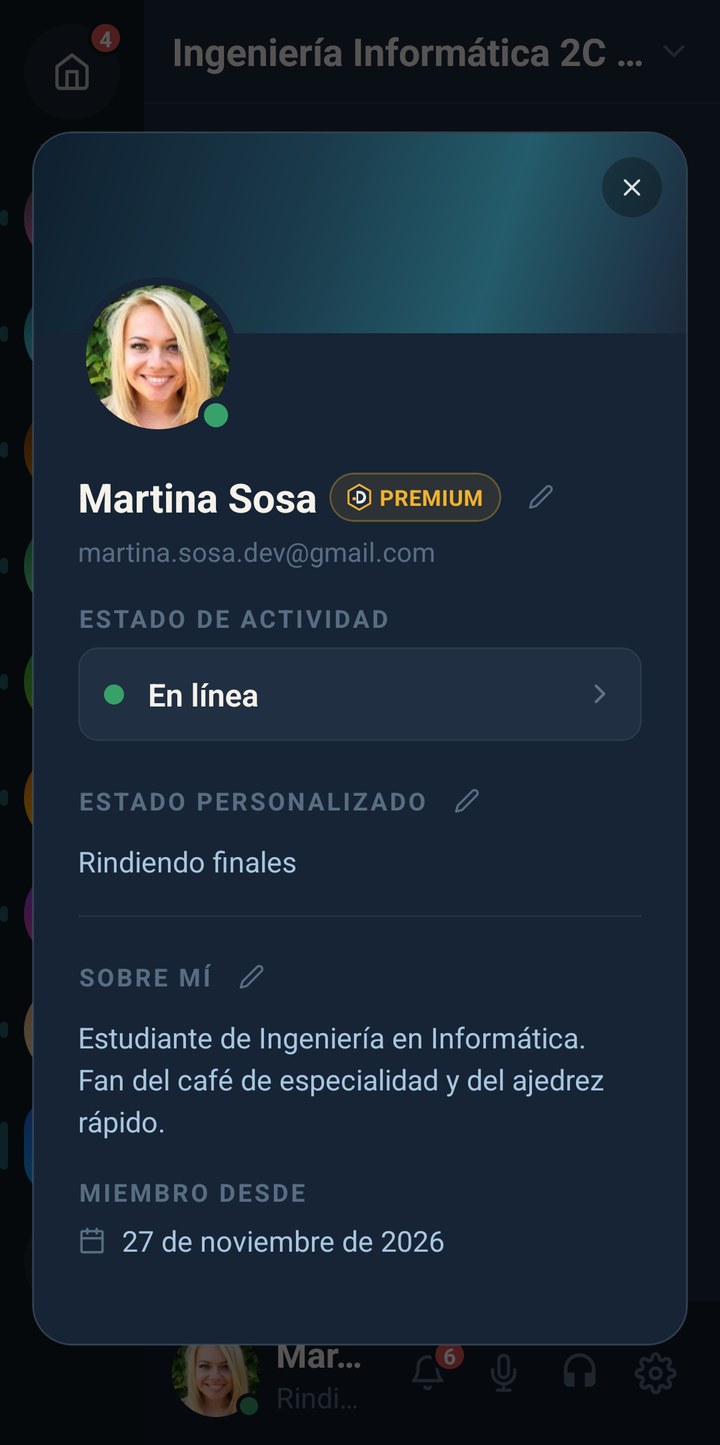 4
Ingeniería Informática 2C ...
Martina Sosa
D PREMIUM
martina.sosa.dev@gmail.com
ESTADO DE ACTIVIDAD
En línea
ESTADO PERSONALIZADO
Rindiendo finales
SOBRE MÍ
Estudiante de Ingeniería en Informática.
Fan del café de especialidad y del ajedrez
rápido.
MIEMBRO DESDE
27 de noviembre de 2026
Mar...
6
Rindi...